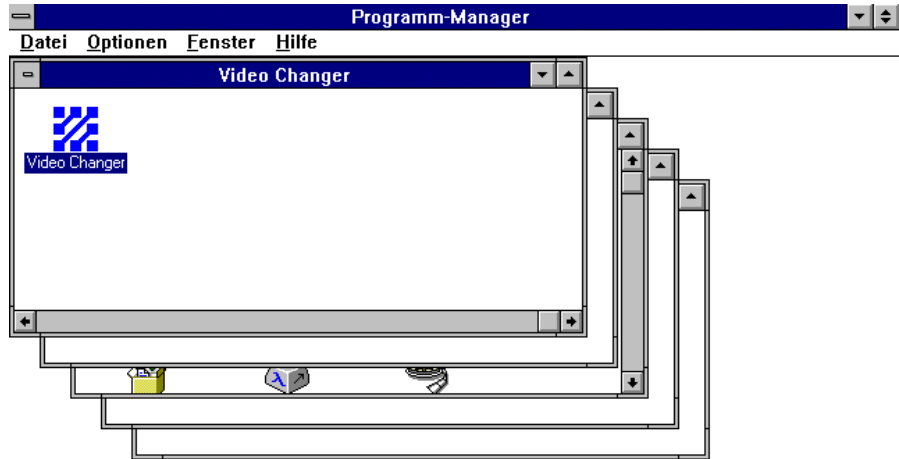 Programm-Manager
Datei Optionen Fenster Hilfe
Video Changer
Video Changer
λ